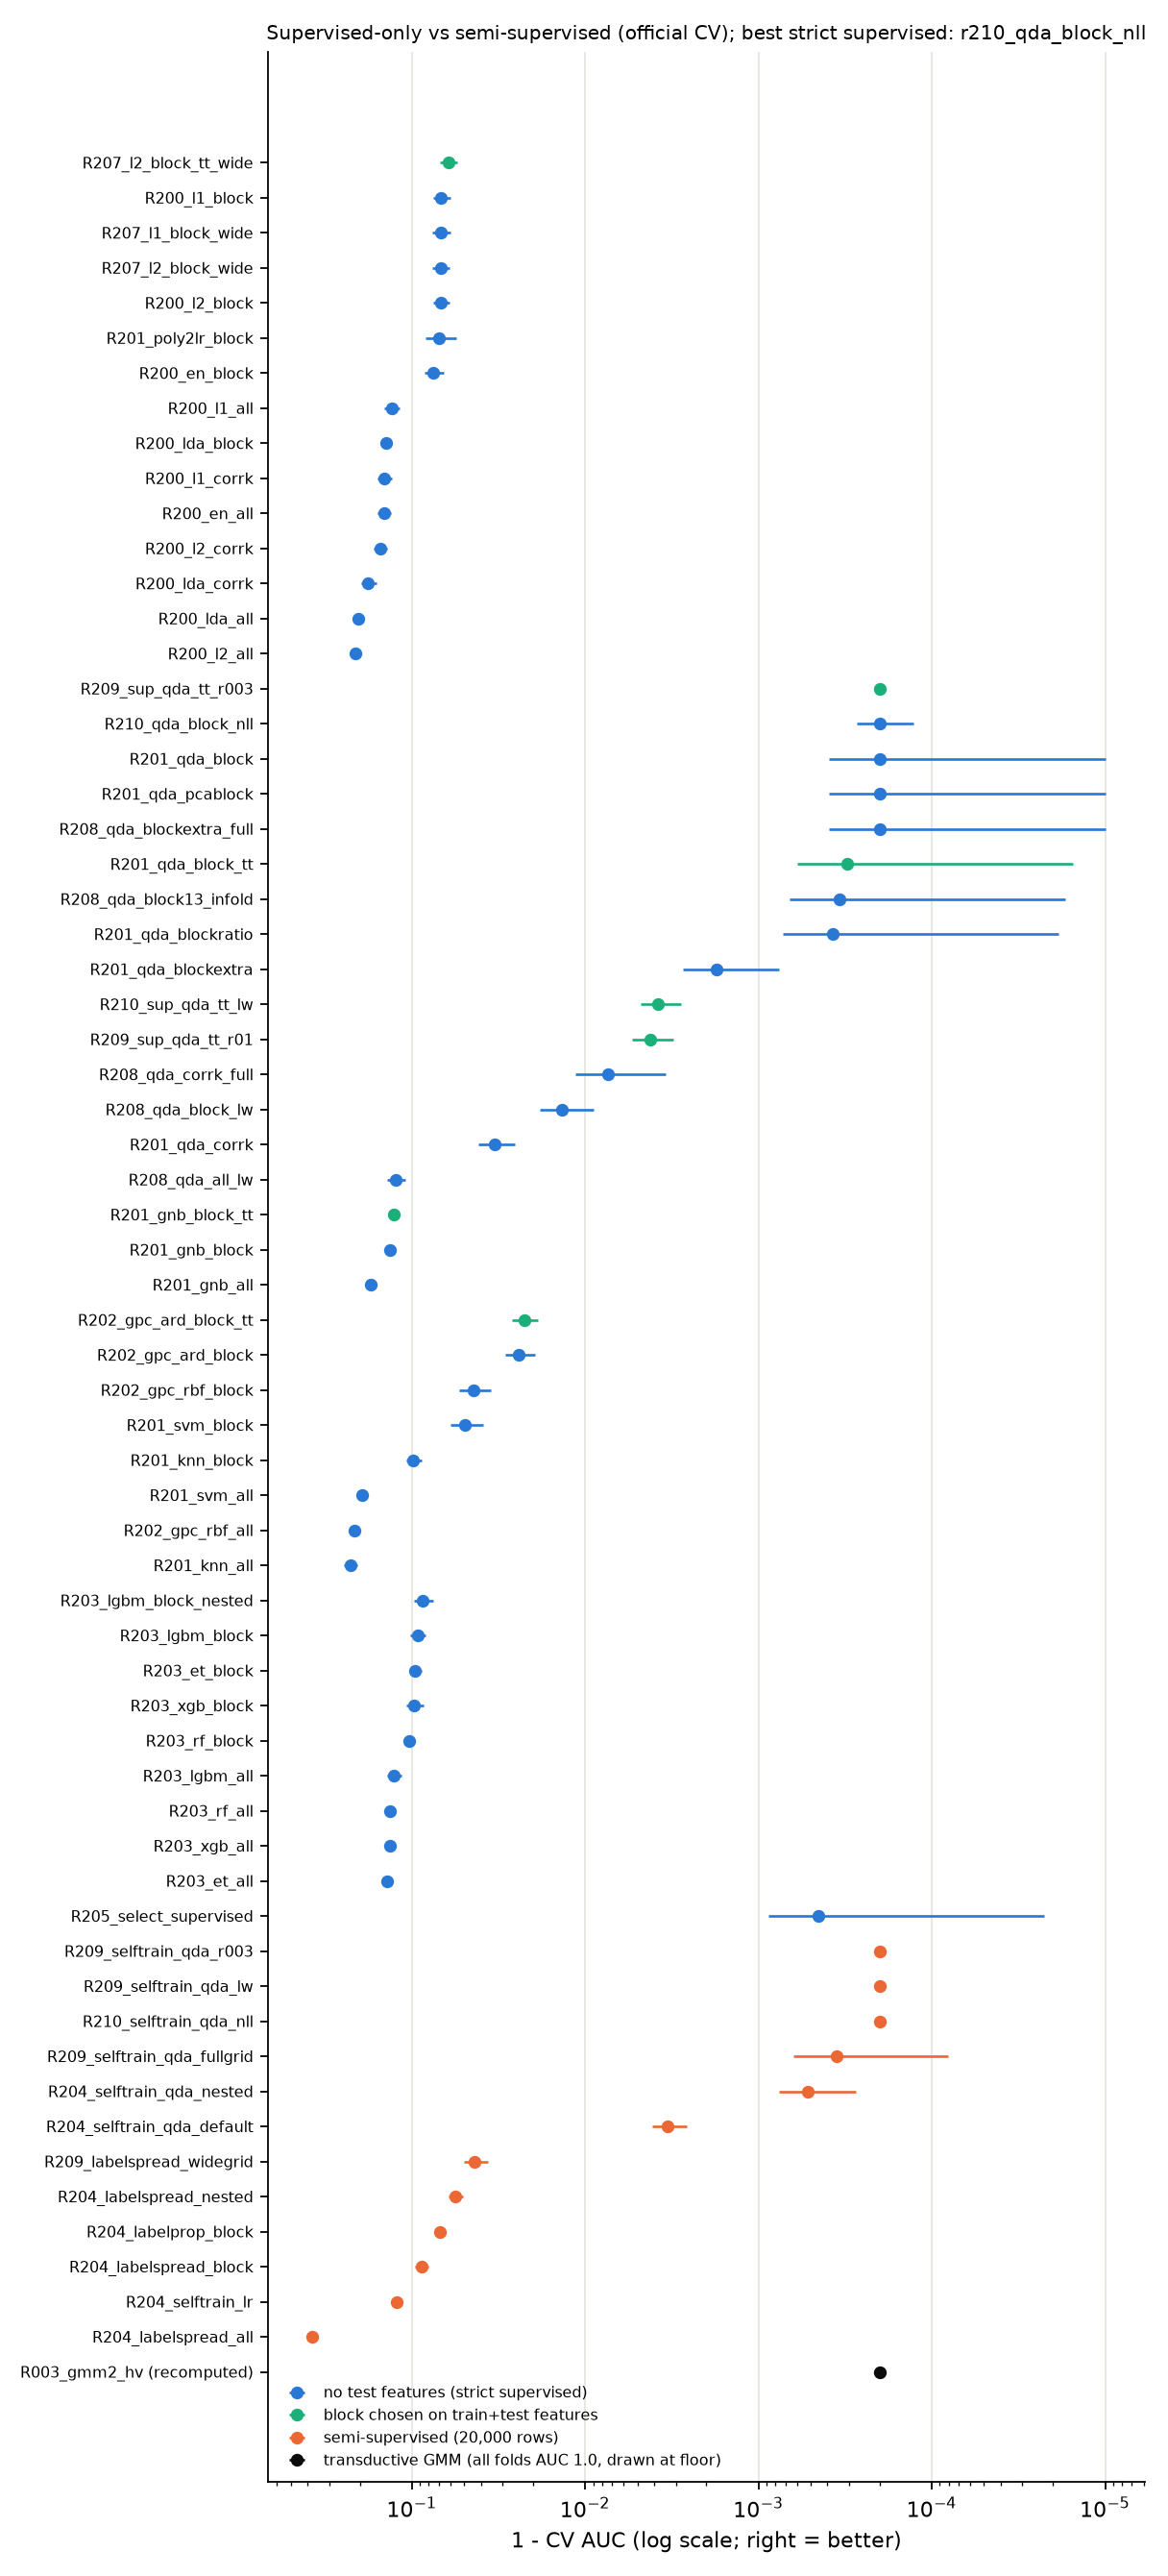 Supervised-only vs semi-supervised (official CV); best strict supervised: r210_qda_block_nll
R207_l2_block_tt_wide
R200_l1_block
R207_l1_block_wide
R207_l2_block_wide
R200_l2_block
R201_poly2lr_block
R200_en_block
R200_l1_all
R200_lda_block
R200_l1_corrk
R200_en_all
R200_l2_corrk
R200_lda_corrk
R200_lda_all
R200_l2_all
R209_sup_qda_tt_r003
R210_qda_block_nll
R201_qda_block
R201_qda_pcablock
R208_qda_blockextra_full
R201_qda_block_tt
R208_qda_block13_infold
R201_qda_blockratio
R201_qda_blockextra
R210_sup_qda_tt_lw
R209_sup_qda_tt_r01
R208_qda_corrk_full
R208_qda_block_lw
R201_qda_corrk
R208_qda_all_lw
R201_gnb_block_tt
R201_gnb_block
R201_gnb_all
R202_gpc_ard_block_tt
R202_gpc_ard_block
R202_gpc_rbf_block
R201_svm_block
R201_knn_block
R201_svm_all
R202_gpc_rbf_all
R201_knn_all
R203_lgbm_block_nested
R203_lgbm_block
R203_et_block
R203_xgb_block
R203_rf_block
R203_lgbm_all
R203_rf_all
R203_xgb_all
R203_et_all
R205_select_supervised
R209_selftrain_qda_r003
R209_selftrain_qda_lw
R210_selftrain_qda_nll
R209_selftrain_qda_fullgrid
R204_selftrain_qda_nested
R204_selftrain_qda_default
R209_labelspread_widegrid
R204_labelspread_nested
R204_labelprop_block
R204_labelspread_block
R204_selftrain_lr
R204_labelspread_all
R003_gmm2_hv (recomputed)
no test features (strict supervised)
block chosen on train+test features
semi-supervised (20,000 rows)
transductive GMM (all folds AUC 1.0, drawn at floor)
10⁻¹ 10⁻² 10⁻³ 10⁻⁴ 10⁻⁵
1 - CV AUC (log scale; right = better)